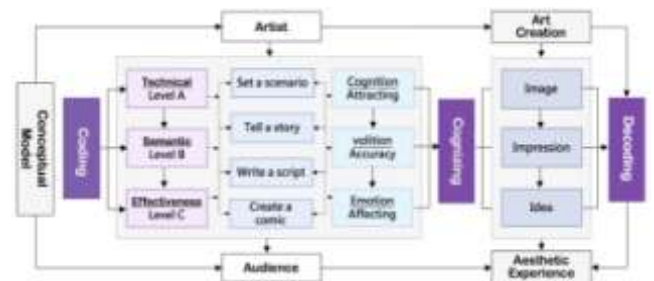 Artist
Art
Creation
Conceptual
Model
Coding
Technical
Level A
Semantic
Level B
Effectiveness
Level C
Set a scenario
Tell a story
Write a script
Create a
comic
Cognition
Attracting
volition
Accuracy
Emotion
Affecting
Cognizing
Image
Impression
Idea
Decoding
Audience
Aesthetic
Experience